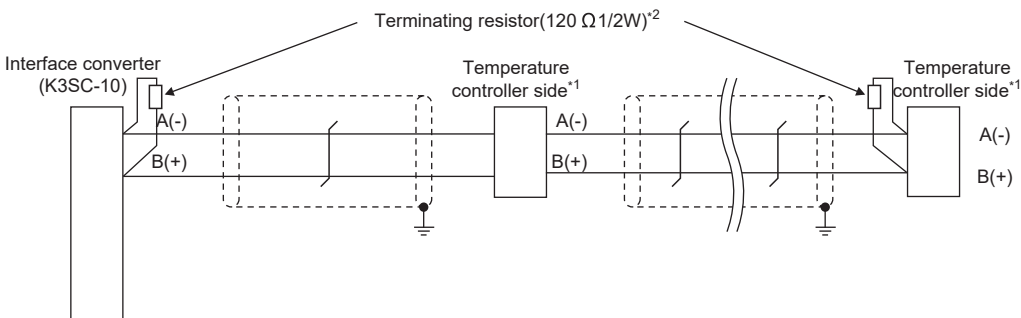 Terminating resistor(120 Ω1/2W)*2
Interface converter
(K3SC-10)
Temperature
controller side*1
Temperature
controller side*1
A(-)
A(-)
A(-)
B(+)
B(+)
B(+)